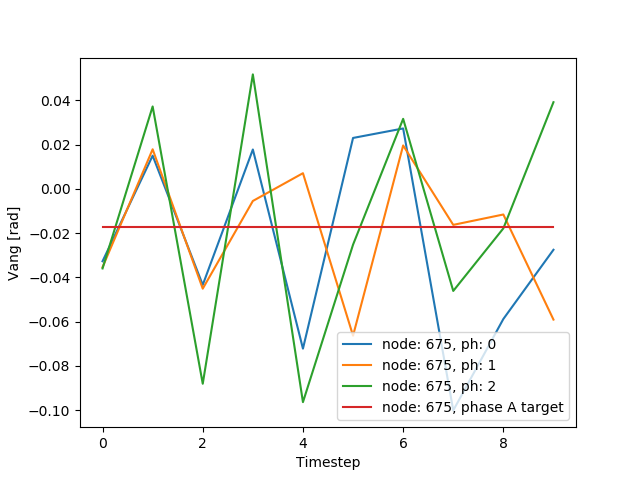 0.04
0.02
0.00
−0.02
−0.04
−0.06
−0.08
−0.10
Vang [rad]
node: 675, ph: 0
node: 675, ph: 1
node: 675, ph: 2
node: 675, phase A target
0 2 4 6 8
Timestep